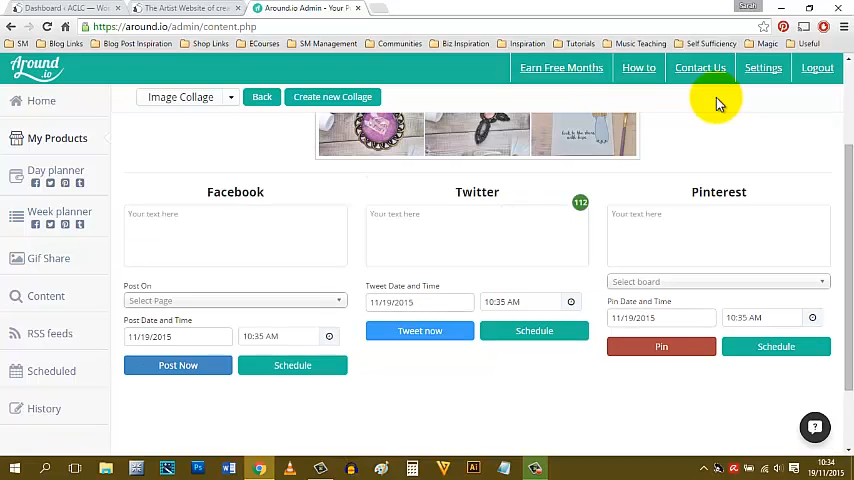 Dashboard ‹ ACLC — Wor
The Artist Website of crea
Around.io Admin - Your P
Sarah
https://around.io/admin/content.php
SM
Blog Links
Blog Post Inspiration
Shop Links
ECourses
SM Management
Communities
Biz Inspiration
Inspiration
Tutorials
Music Teaching
Self Sufficiency
Magic
Useful
Around
.io
Earn Free Months
How to
Contact Us
Settings
Logout
Home
Image Collage
Back
Create new Collage
My Products
Day planner
Week planner
Gif Share
Content
RSS feeds
Scheduled
History
Facebook
Your text here
Post On
Select Page
Post Date and Time
11/19/2015
10:35 AM
Post Now
Schedule
Twitter
112
Your text here
Tweet Date and Time
11/19/2015
10:35 AM
Tweet now
Schedule
Pinterest
Your text here
Select board
Pin Date and Time
11/19/2015
10:35 AM
Pin
Schedule
10:34
19/11/2015